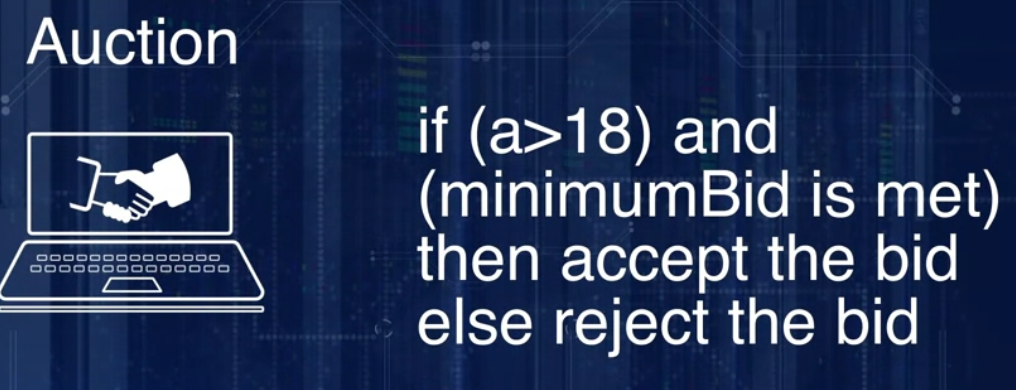 Auction
if (a>18) and
(minimumBid is met)
then accept the bid
else reject the bid